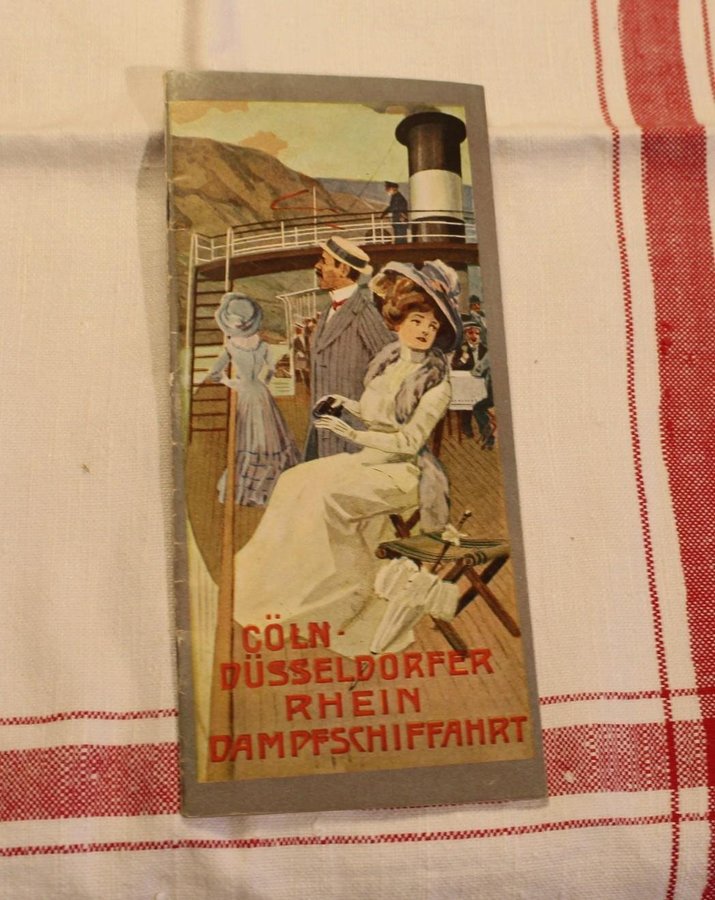 CÖLN-
DÜSSELDORFER
RHEIN
DAMPFSCHIFFAHRT